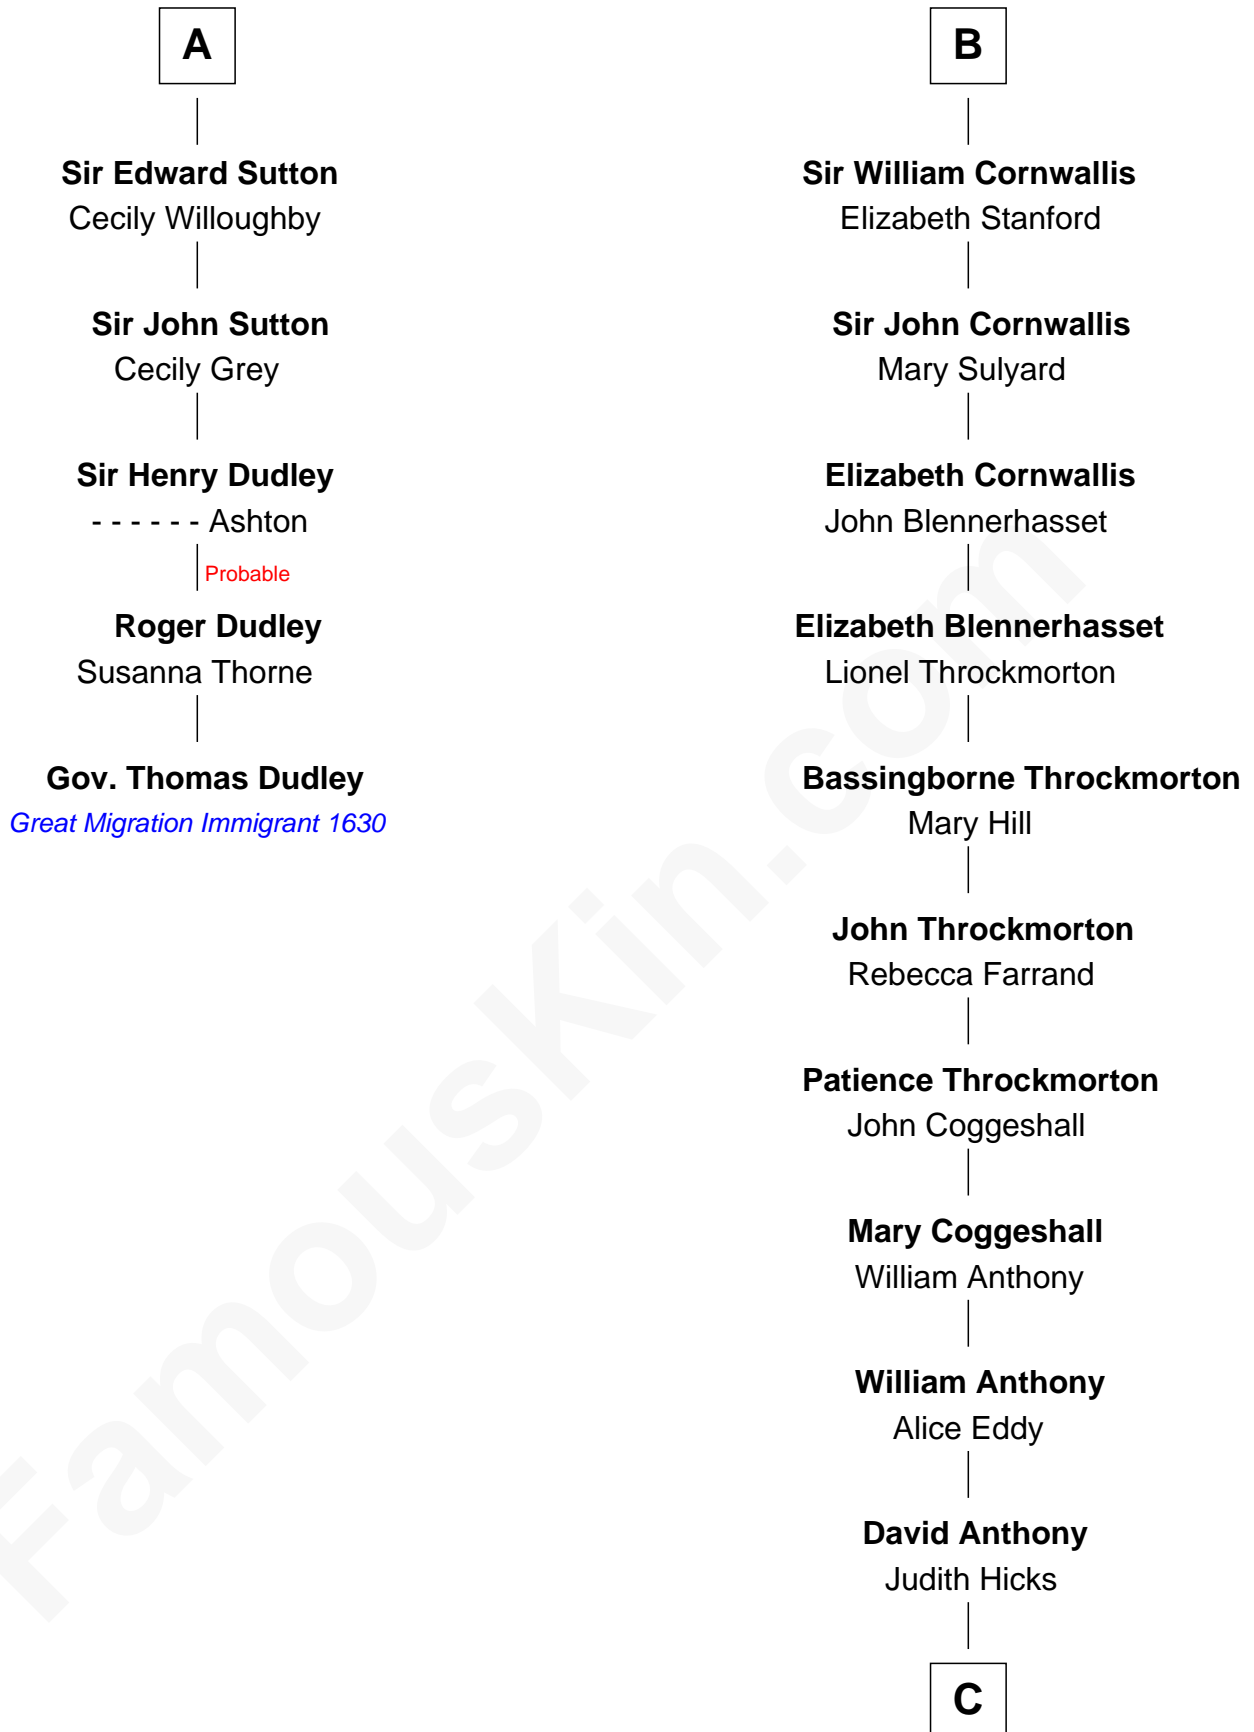 A
Sir Edward Sutton
Cecily Willoughby
Sir John Sutton
Cecily Grey
Sir Henry Dudley
- - - - - - Ashton
Probable
Roger Dudley
Susanna Thorne
Gov. Thomas Dudley
Great Migration Immigrant 1630
B
Sir William Cornwallis
Elizabeth Stanford
Sir John Cornwallis
Mary Sulyard
Elizabeth Cornwallis
John Blennerhasset
Elizabeth Blennerhasset
Lionel Throckmorton
Bassingborne Throckmorton
Mary Hill
John Throckmorton
Rebecca Farrand
Patience Throckmorton
John Coggeshall
Mary Coggeshall
William Anthony
William Anthony
Alice Eddy
David Anthony
Judith Hicks
C
FamousKin.com